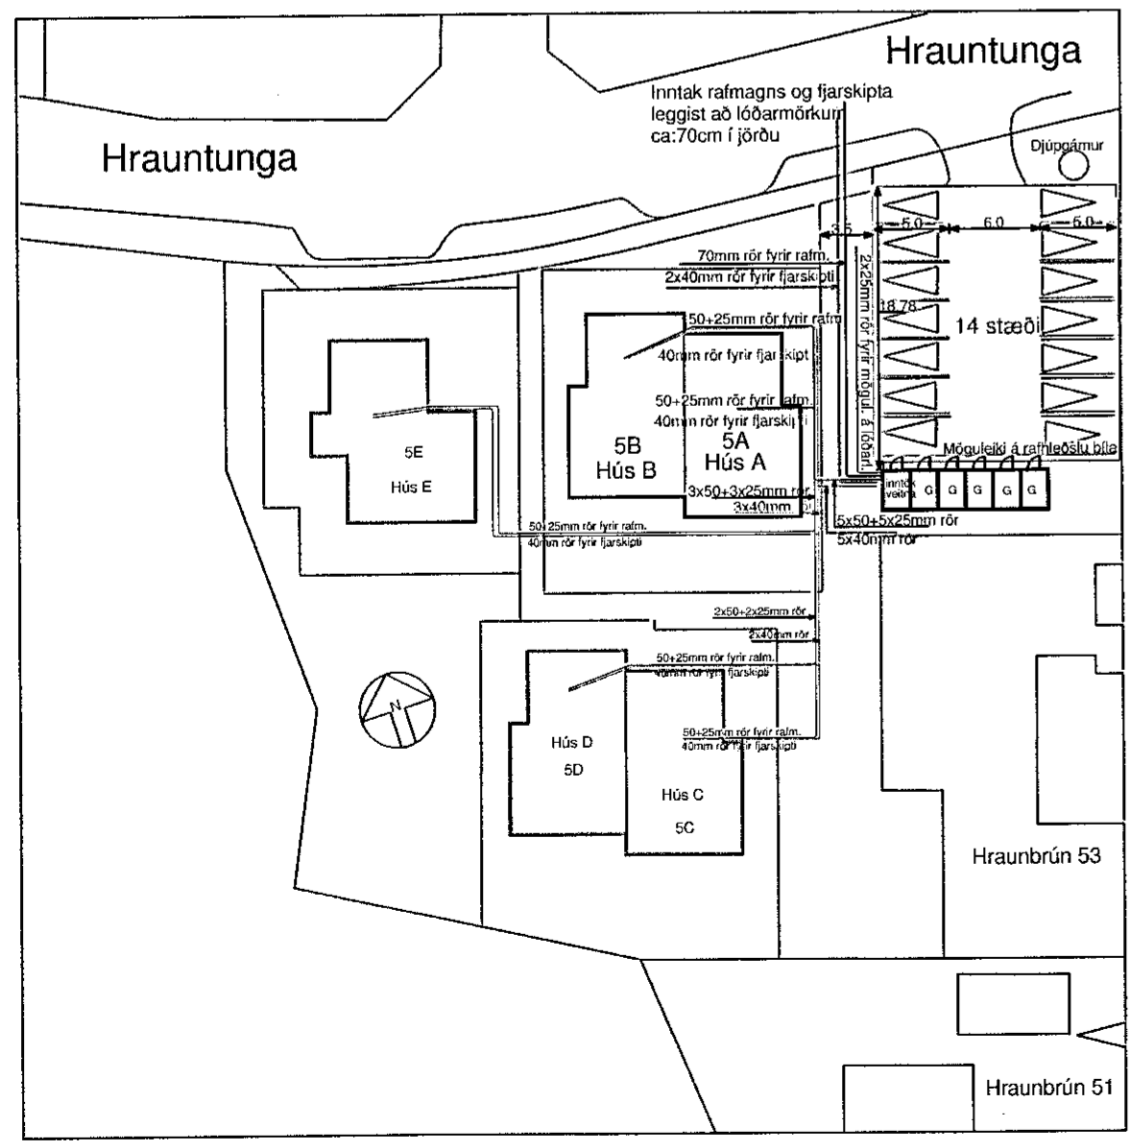 Hrauntunga
Inntak rafmagns og fjarskipta
leggist að lóðarmörkum
ca:70cm í jörðu
Hrauntunga
Djúpgámur
3.5
5.0
6.0
5.0
70mm rör fyrir rafm.
2x40mm rör fyrir fjarskipti
2x25mm rör fyrir mögul. á lóðarl.
18.78
14 stæði
50+25mm rör fyrir rafm
40mm rör fyrir fjarskipt
50+25mm rör fyrir rafm.
40mm rör fyrir fjarskipti
5E
Hús E
5B
Hús B
5A
Hús A
Möguleiki á rafhleðslu bíla
inntök
veitna
G
G
G
G
G
3x50+3x25mm rör
3x40mm rör
5x50+5x25mm rör
5x40mm rör
50+25mm rör fyrir rafm.
40mm rör fyrir fjarskipti
2x50+2x25mm rör
2x40mm rör
50+25mm rör fyrir rafm.
40mm rör fyrir fjarskipti
N
50+25mm rör fyrir rafm.
40mm rör fyrir fjarskipti
Hús D
5D
Hús C
5C
Hraunbrún 53
Hraunbrún 51